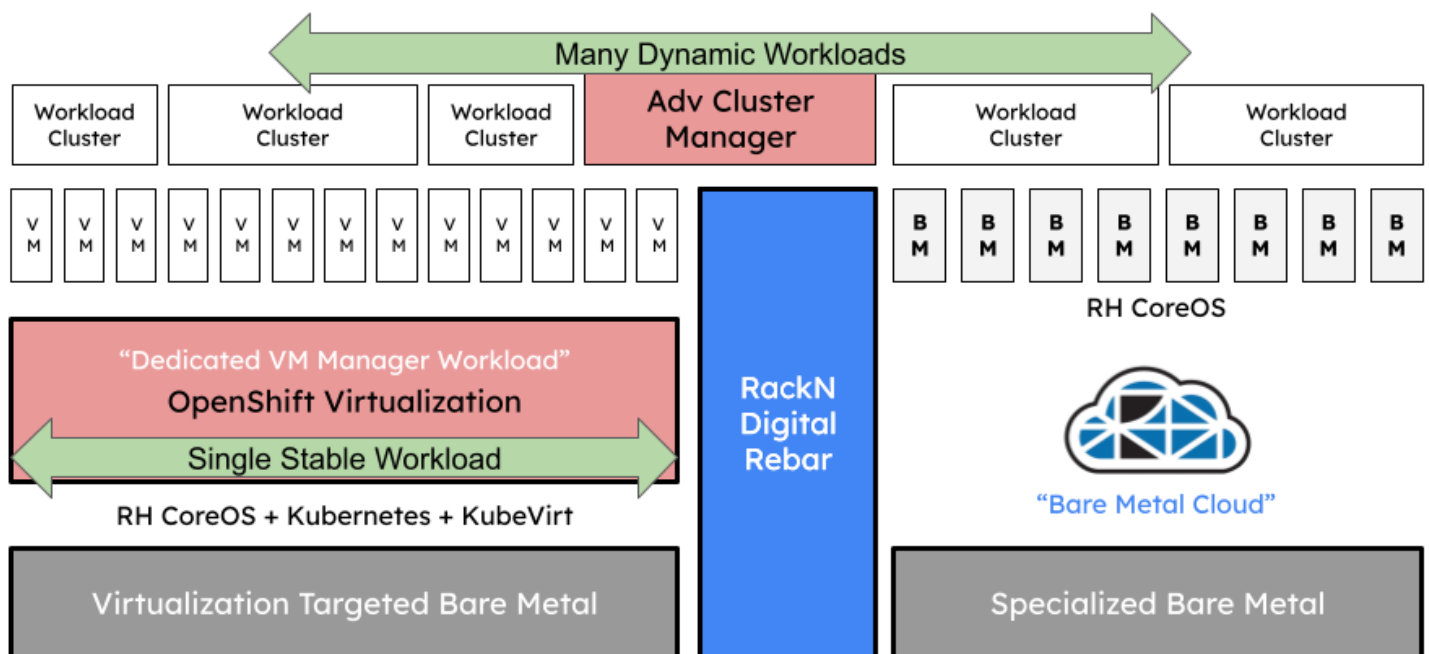 Many Dynamic Workloads
Workload
Cluster
Workload
Cluster
Workload
Cluster
Adv Cluster
Manager
Workload
Cluster
Workload
Cluster
V
M
V
M
V
M
V
M
V
M
V
M
V
M
V
M
V
M
V
M
V
M
V
M
V
M
B
M
B
M
B
M
B
M
B
M
B
M
B
M
B
M
RH CoreOS
“Dedicated VM Manager Workload”
OpenShift Virtualization
Single Stable Workload
RH CoreOS + Kubernetes + KubeVirt
Virtualization Targeted Bare Metal
RackN
Digital
Rebar
“Bare Metal Cloud”
Specialized Bare Metal